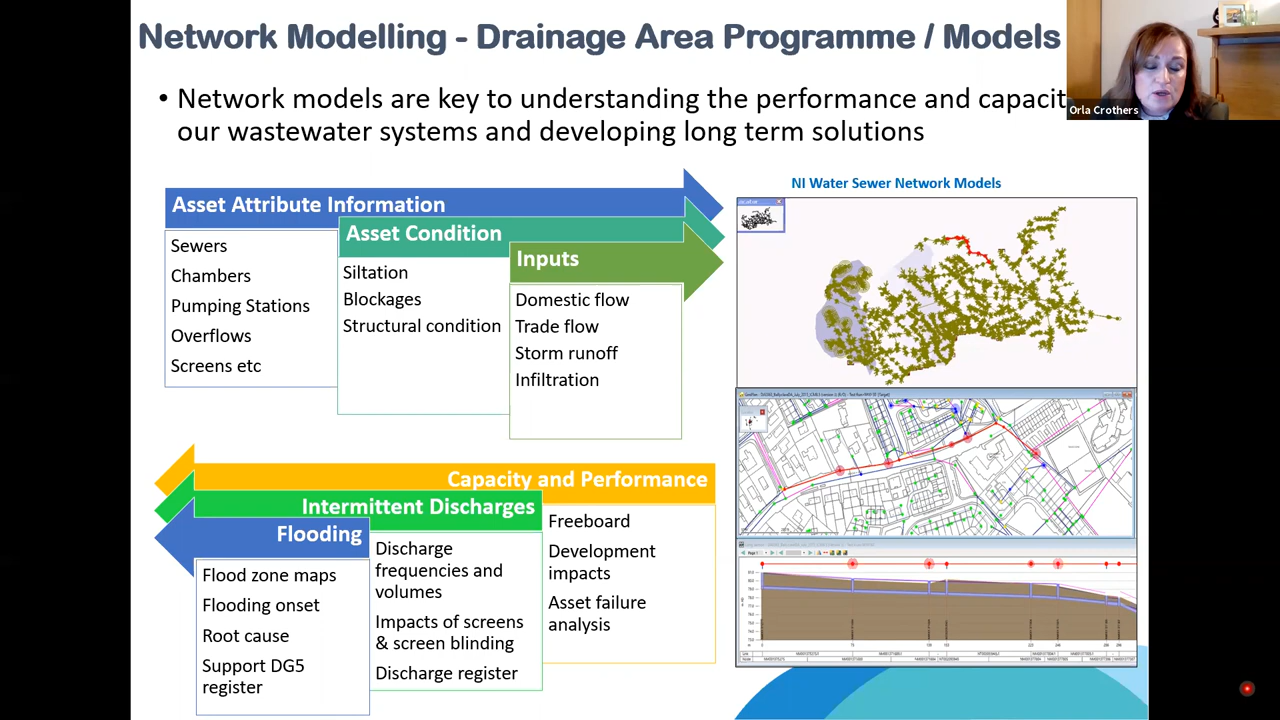 Network Modelling - Drainage Area Programme / Models
Orla Crothers
• Network models are key to understanding the performance and capacit
our wastewater systems and developing long term solutions
Asset Attribute Information
Sewers
Chambers
Pumping Stations
Overflows
Screens etc
Asset Condition
Siltation
Blockages
Structural condition
Inputs
Domestic flow
Trade flow
Storm runoff
Infiltration
NI Water Sewer Network Models
Capacity and Performance
Freeboard
Development
impacts
Asset failure
analysis
Intermittent Discharges
Discharge
frequencies and
volumes
Impacts of screens
& screen blinding
Discharge register
Flooding
Flood zone maps
Flooding onset
Root cause
Support DG5
register